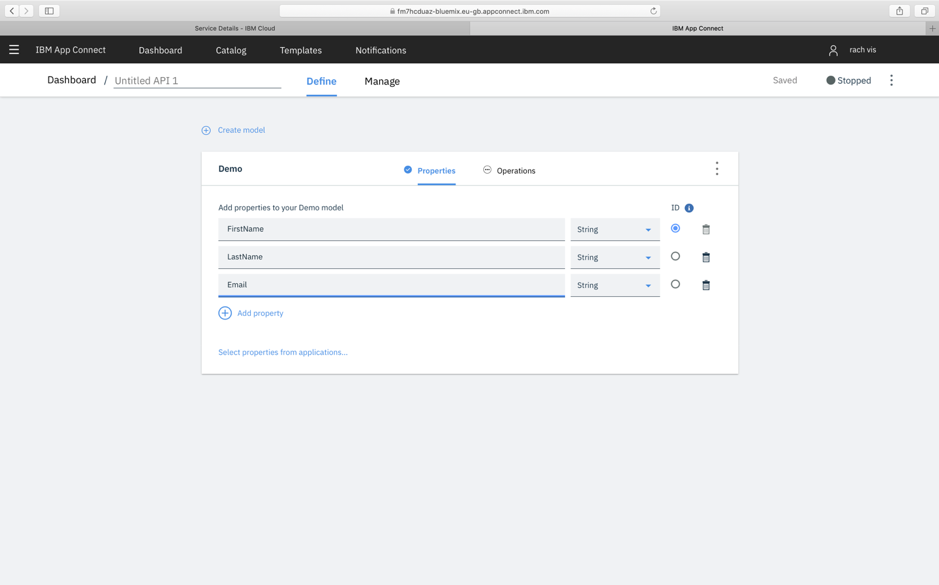 fm7hcduaz-bluemix.eu-gb.appconnect.ibm.com
Service Details - IBM Cloud
IBM App Connect
IBM App Connect
Dashboard
Catalog
Templates
Notifications
rach vis
Dashboard / Untitled API 1
Define
Manage
Saved
Stopped
Create model
Demo
Properties
Operations
Add properties to your Demo model
ID
FirstName
String
LastName
String
Email
String
Add property
Select properties from applications...